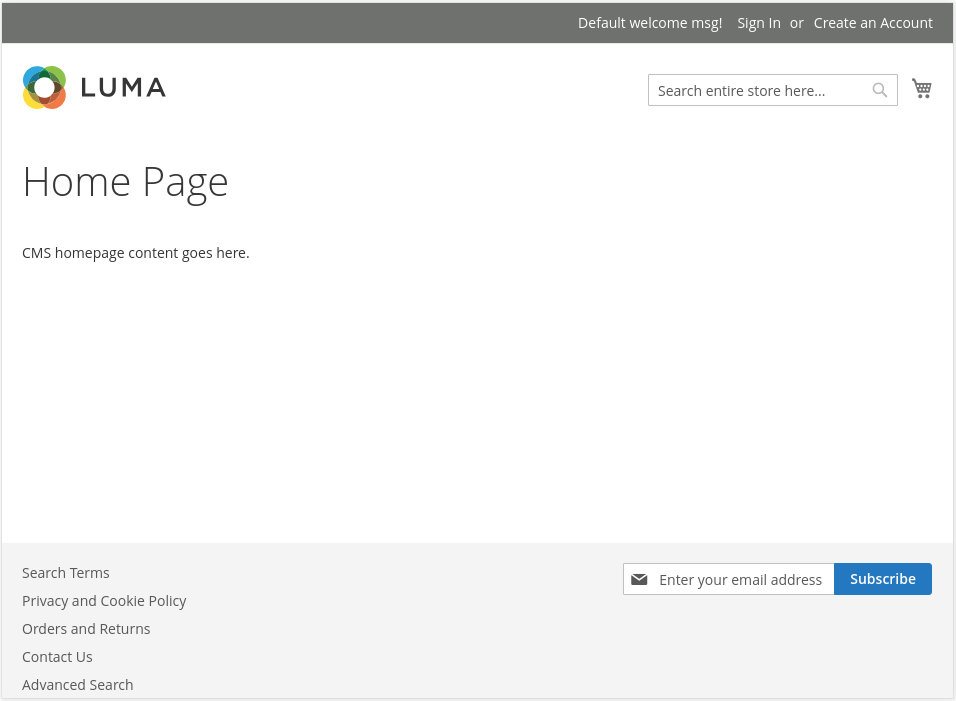 Default welcome msg! Sign In or Create an Account
LUMA
Search entire store here...
Home Page
CMS homepage content goes here.
Search Terms
Privacy and Cookie Policy
Orders and Returns
Contact Us
Advanced Search
Enter your email address
Subscribe